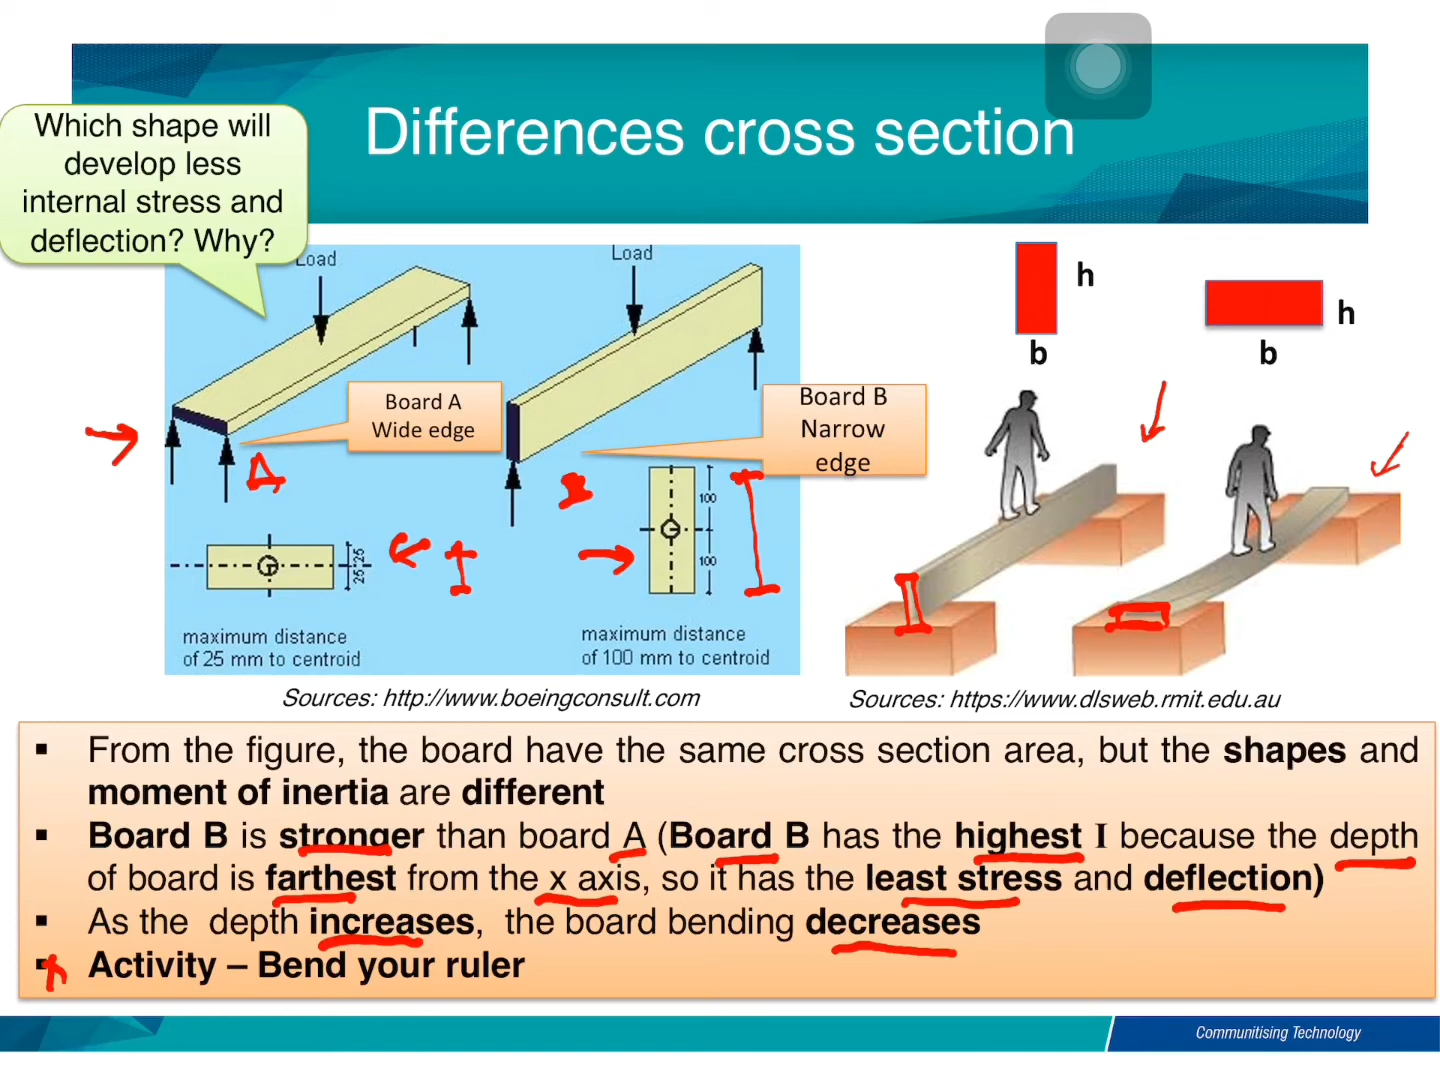 Differences cross section
Which shape will
develop less
internal stress and
deflection? Why?
Load
Load
Board A
Wide edge
Board B
Narrow
edge
A
B
25 25
100
100
maximum distance
of 25 mm to centroid
maximum distance
of 100 mm to centroid
h
b
h
b
Sources: http://www.boeingconsult.com
Sources: https://www.dlsweb.rmit.edu.au
▪ From the figure, the board have the same cross section area, but the shapes and
moment of inertia are different
▪ Board B is stronger than board A (Board B has the highest I because the depth
of board is farthest from the x axis, so it has the least stress and deflection)
▪ As the depth increases, the board bending decreases
▪ Activity – Bend your ruler
Communitising Technology